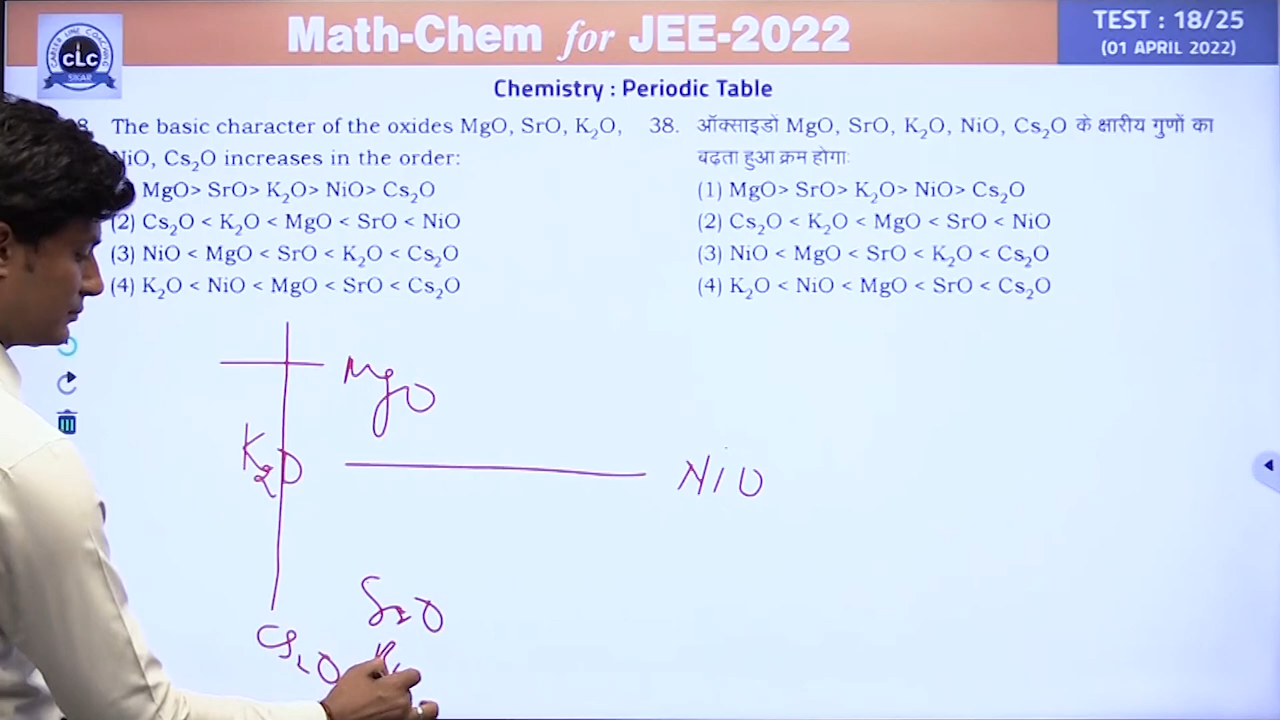 Math-Chem for JEE-2022
TEST : 18/25
(01 APRIL 2022)
CLC
SIKAR
Chemistry : Periodic Table
The basic character of the oxides MgO, SrO, K₂O,
NiO, Cs₂O increases in the order:
MgO> SrO> K₂O> NiO> Cs₂O
(2) Cs₂O < K₂O < MgO < SrO < NiO
(3) NiO < MgO < SrO < K₂O < Cs₂O
(4) K₂O < NiO < MgO < SrO < Cs₂O
38. ऑक्साइडों MgO, SrO, K₂O, NiO, Cs₂O के क्षारीय गुणों का
बढ़ता हुआ क्रम होगाः
(1) MgO> SrO> K₂O> NiO> Cs₂O
(2) Cs₂O < K₂O < MgO < SrO < NiO
(3) NiO < MgO < SrO < K₂O < Cs₂O
(4) K₂O < NiO < MgO < SrO < Cs₂O
MgO
K₂O
NiO
SrO
Cs₂O